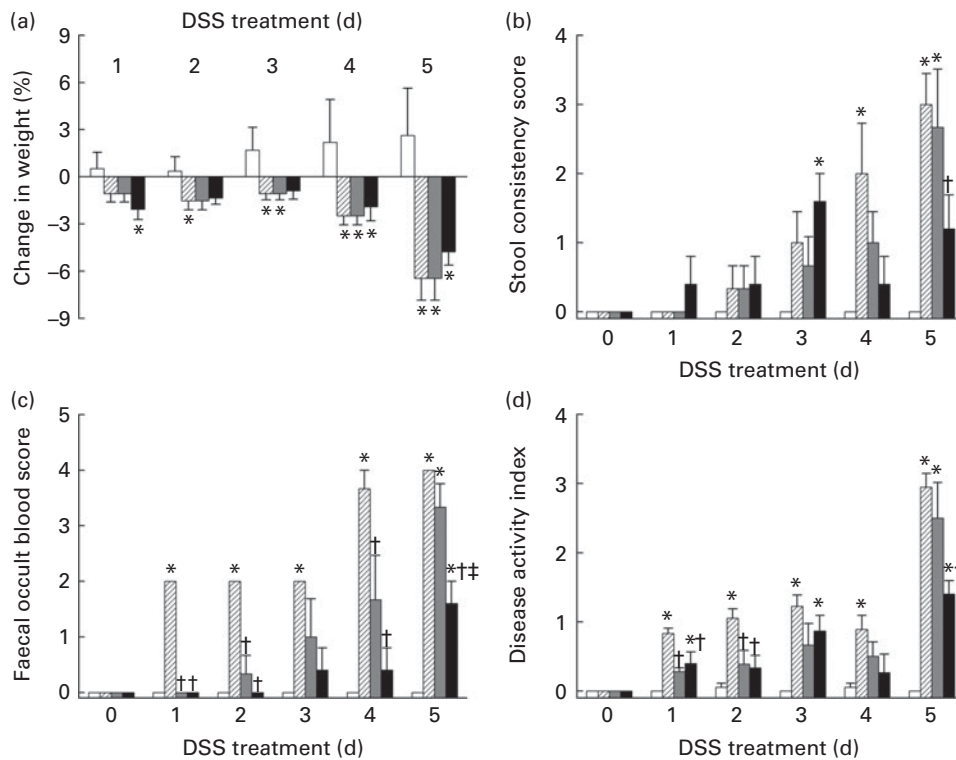 (a)
DSS treatment (d)
1 2 3 4 5
Change in weight (%)
9
6
3
0
–3
–6
–9
* * ** ** * ** *
(b)
Stool consistency score
4
3
2
1
0
* * * * †
0 1 2 3 4 5
DSS treatment (d)
(c)
Faecal occult blood score
5
4
3
2
1
0
* †† * † † * * † † * * *†‡
0 1 2 3 4 5
DSS treatment (d)
(d)
Disease activity index
4
3
2
1
0
* † *† * † † * * * * * *
0 1 2 3 4 5
DSS treatment (d)